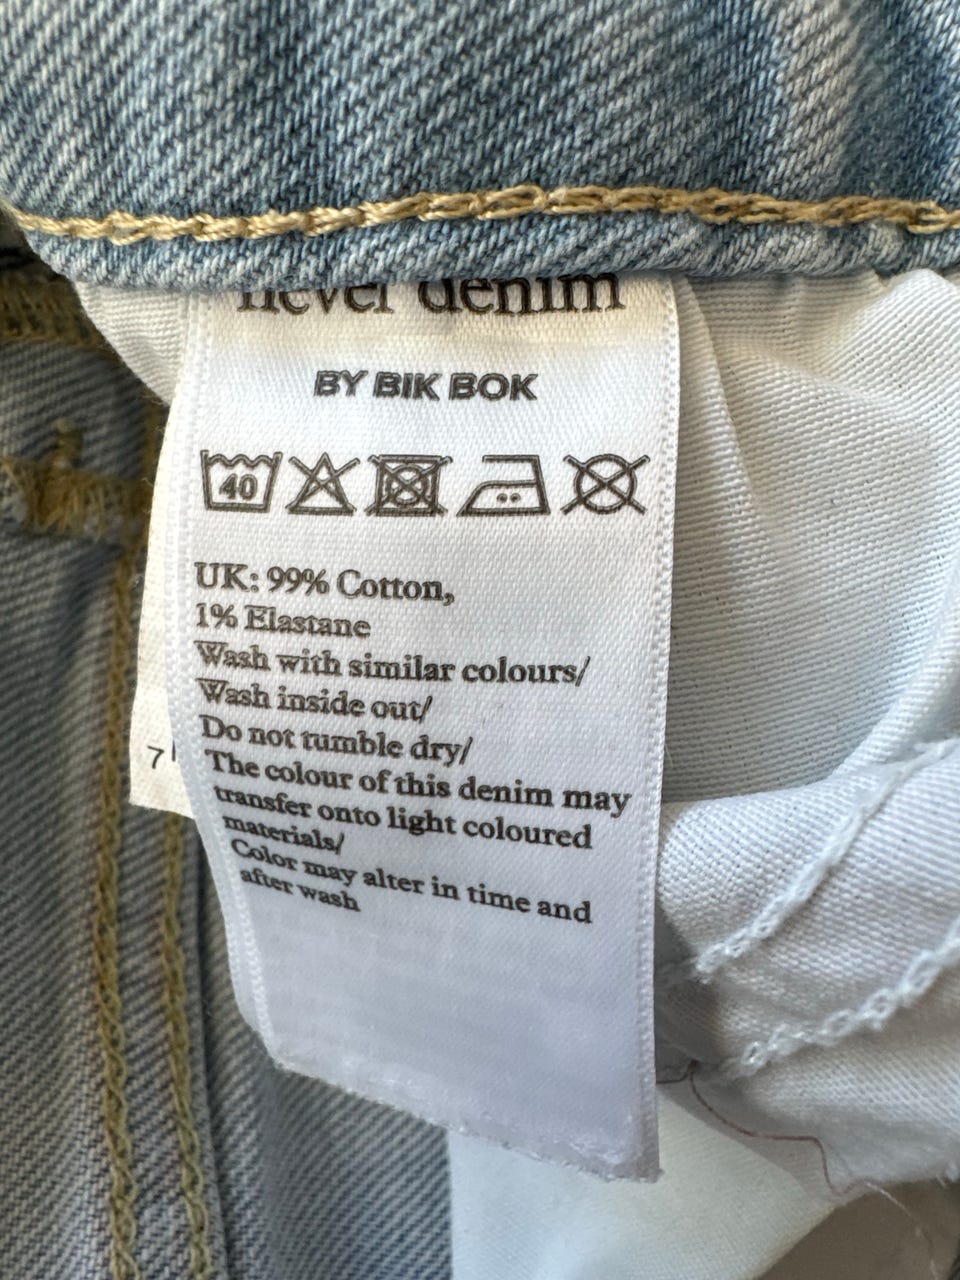 never denim
BY BIK BOK
40
UK: 99% Cotton,
1% Elastane
Wash with similar colours/
Wash inside out/
Do not tumble dry/
The colour of this denim may
transfer onto light coloured
materials/
Color may alter in time and
after wash
7